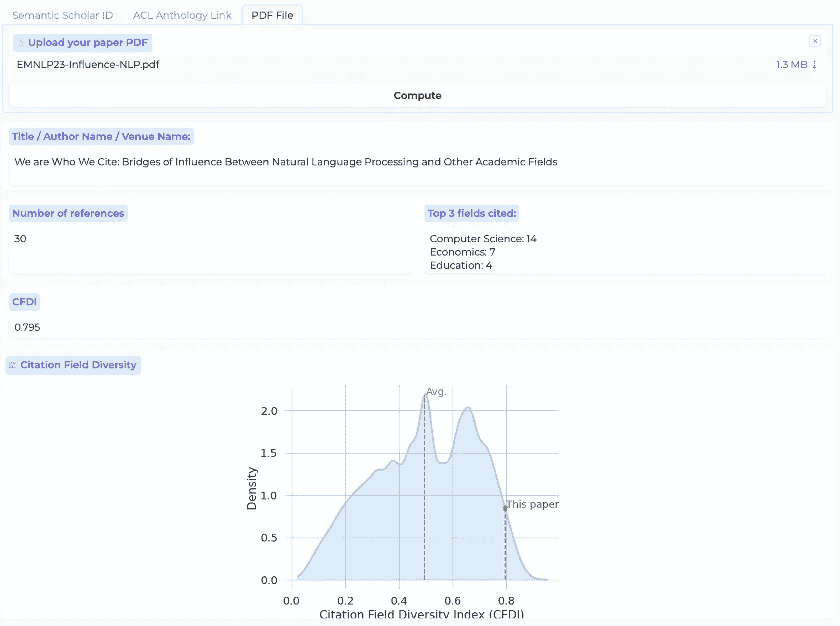 Semantic Scholar ID ACL Anthology Link PDF File
Upload your paper PDF
EMNLP23-Influence-NLP.pdf 1.3 MB ↓
Compute
Title / Author Name / Venue Name:
We are Who We Cite: Bridges of Influence Between Natural Language Processing and Other Academic Fields
Number of references
30
Top 3 fields cited:
Computer Science: 14
Economics: 7
Education: 4
CFDI
0.795
Citation Field Diversity
Avg.
This paper
Density
2.0
1.5
1.0
0.5
0.0
0.0 0.2 0.4 0.6 0.8
Citation Field Diversity Index (CFDI)